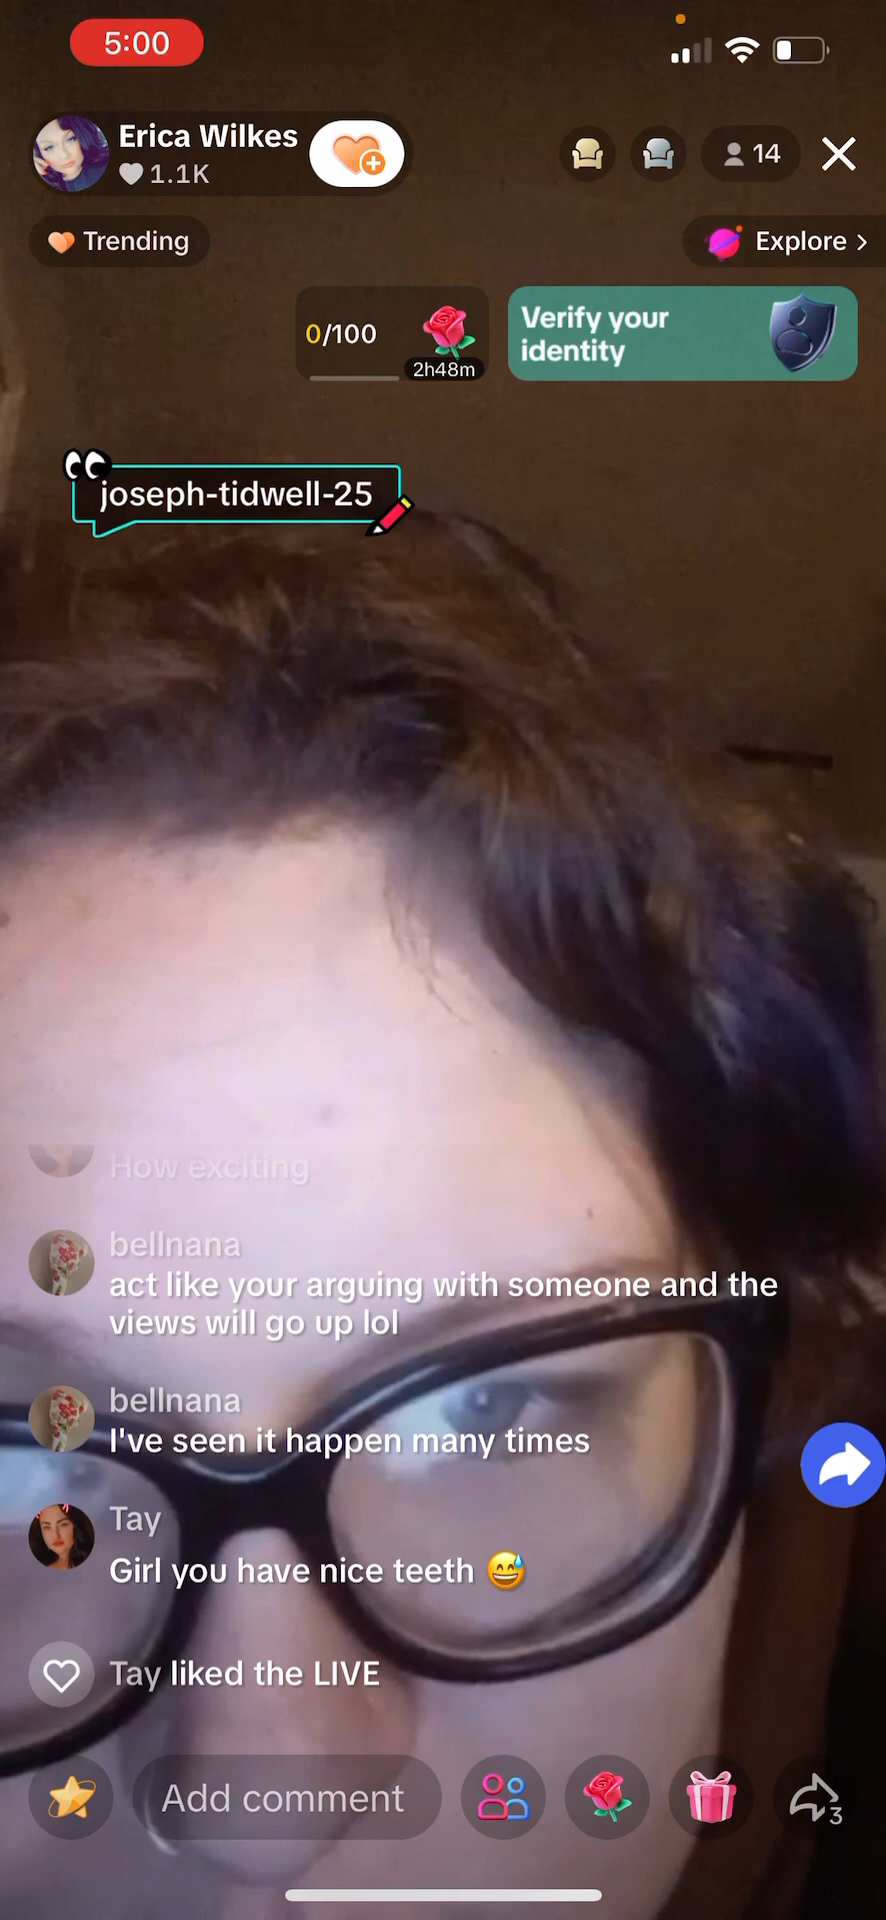 5:00
Erica Wilkes
1.1K
14
Trending
Explore >
0/100
2h48m
Verify your
identity
joseph-tidwell-25
How exciting
bellnana
act like your arguing with someone and the
views will go up lol
bellnana
I've seen it happen many times
Tay
Girl you have nice teeth 😅
Tay liked the LIVE
Add comment
3